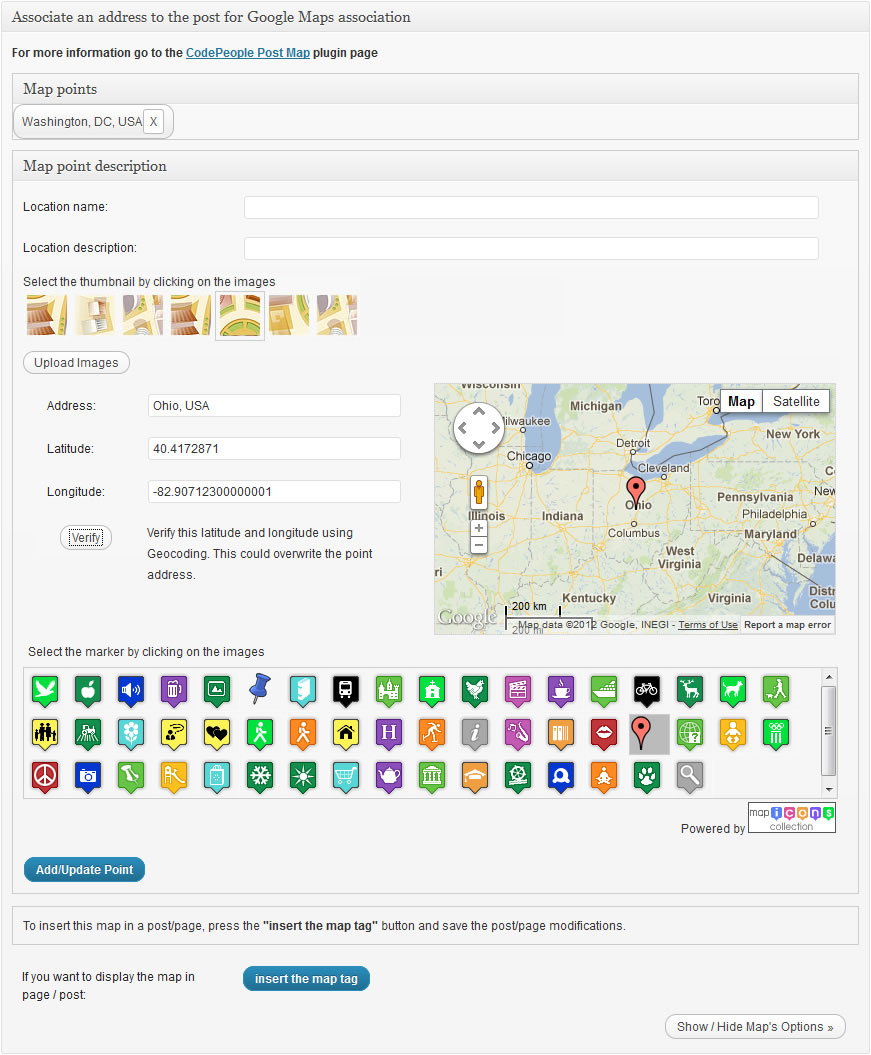 Associate an address to the post for Google Maps association
For more information go to the CodePeople Post Map plugin page
Map points
Washington, DC, USA X
Map point description
Location name:
Location description:
Select the thumbnail by clicking on the images
Upload Images
Address: Ohio, USA
Latitude: 40.4172871
Longitude: -82.90712300000001
Verify
Verify this latitude and longitude using
Geocoding. This could overwrite the point
address.
Wisconsin
Michigan
Toro
Map
Satellite
ilwaukee
New York
Detroit
Chicago
Cleveland
Pennsylvania
New
Illinois
Indiana
Ohio
Philadelphia
Columbus
Maryland
West
Virginia
Delawa
ri
Kentucky
Virginia
Distr
Colu
200 km
200 mi
Google
Map data ©2012 Google, INEGI - Terms of Use
Report a map error
Select the marker by clicking on the images
H
i
Powered by
map icons
collection
Add/Update Point
To insert this map in a post/page, press the "insert the map tag" button and save the post/page modifications.
If you want to display the map in
page / post:
insert the map tag
Show / Hide Map's Options »